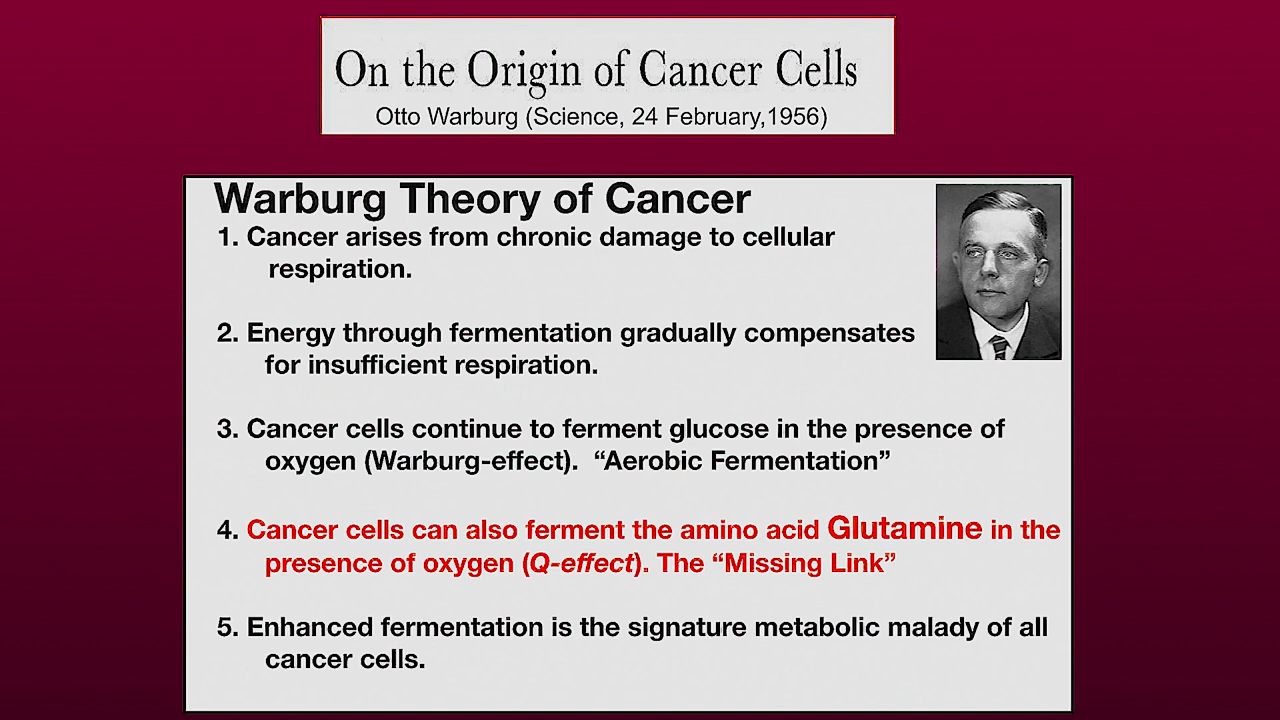 On the Origin of Cancer Cells
Otto Warburg (Science, 24 February,1956)
Warburg Theory of Cancer
1. Cancer arises from chronic damage to cellular
respiration.
2. Energy through fermentation gradually compensates
for insufficient respiration.
3. Cancer cells continue to ferment glucose in the presence of
oxygen (Warburg-effect). “Aerobic Fermentation”
4. Cancer cells can also ferment the amino acid Glutamine in the
presence of oxygen (Q-effect). The “Missing Link”
5. Enhanced fermentation is the signature metabolic malady of all
cancer cells.